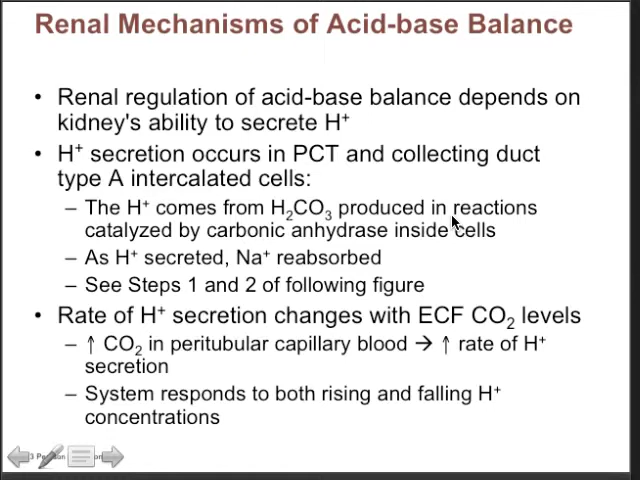 Renal Mechanisms of Acid-base Balance
• Renal regulation of acid-base balance depends on
kidney's ability to secrete H⁺
• H⁺ secretion occurs in PCT and collecting duct
type A intercalated cells:
– The H⁺ comes from H₂CO₃ produced in reactions
catalyzed by carbonic anhydrase inside cells
– As H⁺ secreted, Na⁺ reabsorbed
– See Steps 1 and 2 of following figure
• Rate of H⁺ secretion changes with ECF CO₂ levels
– ↑ CO₂ in peritubular capillary blood → ↑ rate of H⁺
secretion
– System responds to both rising and falling H⁺
concentrations